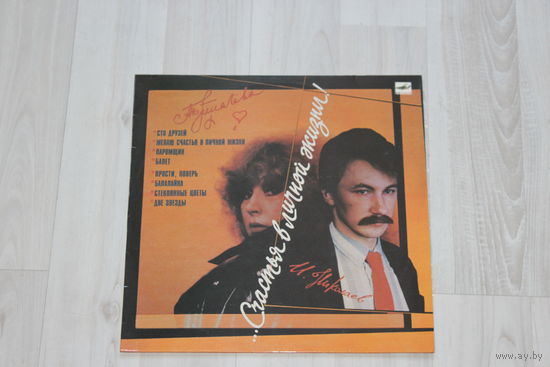 А. Пугачева
СТО ДРУЗЕЙ
ЖЕЛАЮ СЧАСТЬЯ В ЛИЧНОЙ ЖИЗНИ
ПАРОМЩИК
БАЛЕТ
ПРОСТИ, ПОВЕРЬ
БАЛАЛАЙКА
СТЕКЛЯННЫЕ ЦВЕТЫ
ДВЕ ЗВЕЗДЫ
...Счастья в личной жизни!
И. Николаев
www.ay.by